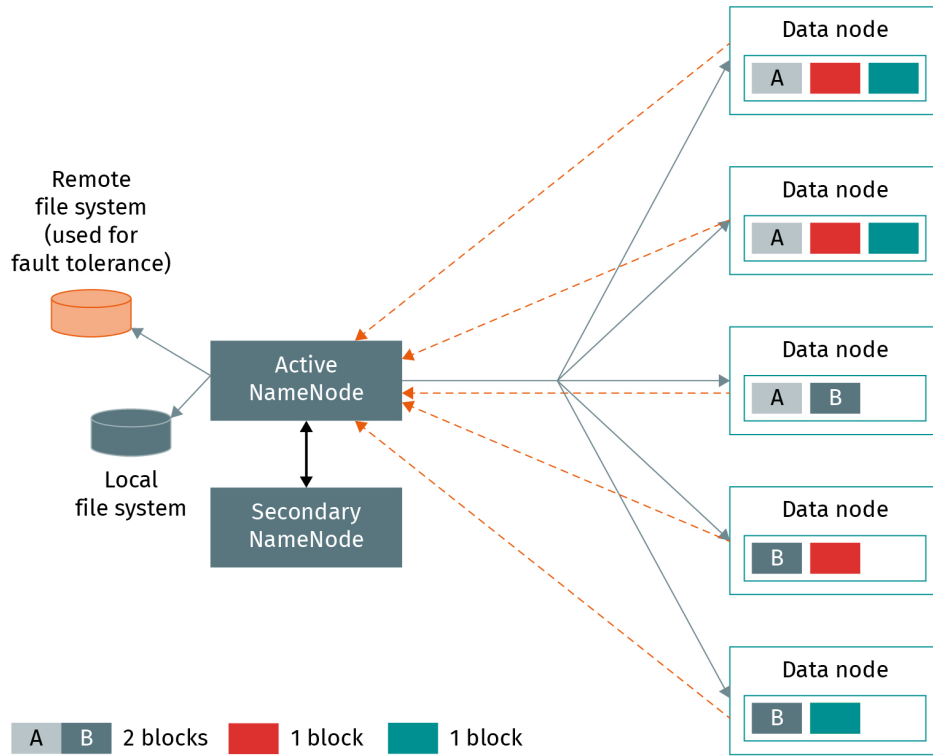 Data node
A
Data node
A
Remote
file system
(used for
fault tolerance)
Active
NameNode
Data node
A B
Local
file system
Secondary
NameNode
Data node
B
Data node
B
A B 2 blocks 1 block 1 block